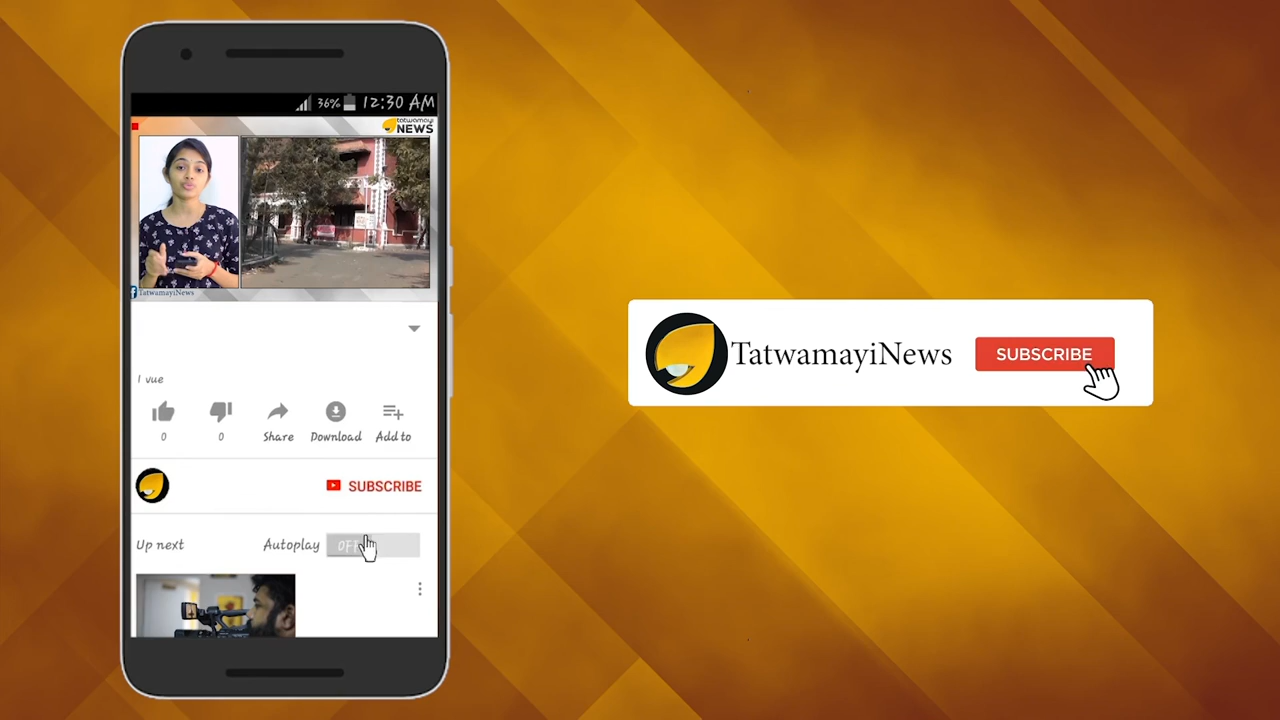 36% 12:30 AM
tatwamayi
NEWS
TatwamayiNews
1 vue
0
0
Share
Download
Add to
SUBSCRIBE
Up next
Autoplay
OFF
TatwamayiNews
SUBSCRIBE